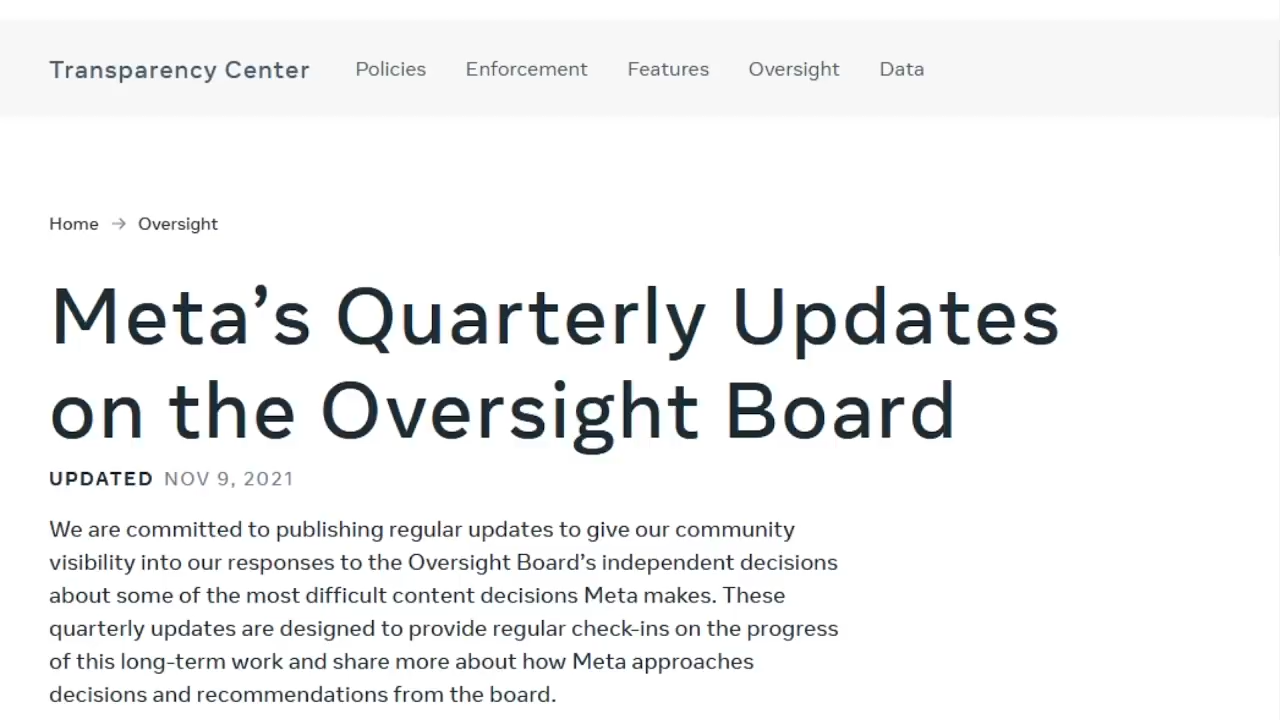 Transparency Center Policies Enforcement Features Oversight Data
Home → Oversight
Meta’s Quarterly Updates
on the Oversight Board
UPDATED NOV 9, 2021
We are committed to publishing regular updates to give our community
visibility into our responses to the Oversight Board’s independent decisions
about some of the most difficult content decisions Meta makes. These
quarterly updates are designed to provide regular check-ins on the progress
of this long-term work and share more about how Meta approaches
decisions and recommendations from the board.